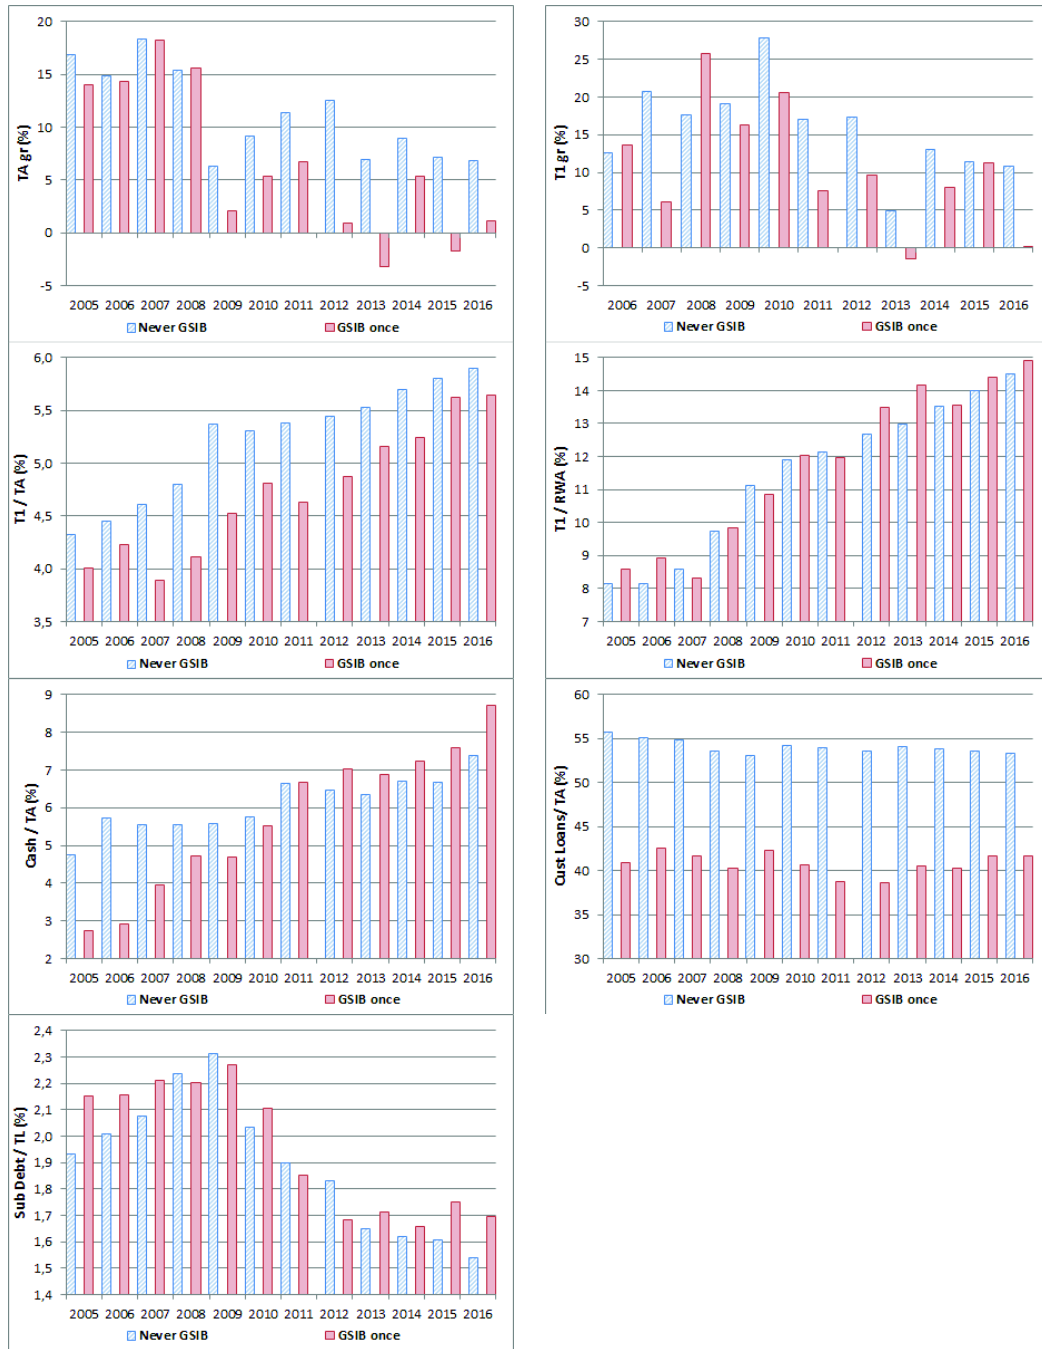 TA gr (%)
20
15
10
5
0
-5
2005 2006 2007 2008 2009 2010 2011 2012 2013 2014 2015 2016
Never GSIB GSIB once
T1 gr (%)
30
25
20
15
10
5
0
-5
2006 2007 2008 2009 2010 2011 2012 2013 2014 2015 2016
Never GSIB GSIB once
T1 / TA (%)
6,0
5,5
5,0
4,5
4,0
3,5
2005 2006 2007 2008 2009 2010 2011 2012 2013 2014 2015 2016
Never GSIB GSIB once
T1 / RWA (%)
15
14
13
12
11
10
9
8
7
2005 2006 2007 2008 2009 2010 2011 2012 2013 2014 2015 2016
Never GSIB GSIB once
Cash / TA (%)
9
8
7
6
5
4
3
2
2005 2006 2007 2008 2009 2010 2011 2012 2013 2014 2015 2016
Never GSIB GSIB once
Cust Loans/ TA (%)
60
55
50
45
40
35
30
2005 2006 2007 2008 2009 2010 2011 2012 2013 2014 2015 2016
Never GSIB GSIB once
Sub Debt / TL (%)
2,4
2,3
2,2
2,1
2,0
1,9
1,8
1,7
1,6
1,5
1,4
2005 2006 2007 2008 2009 2010 2011 2012 2013 2014 2015 2016
Never GSIB GSIB once